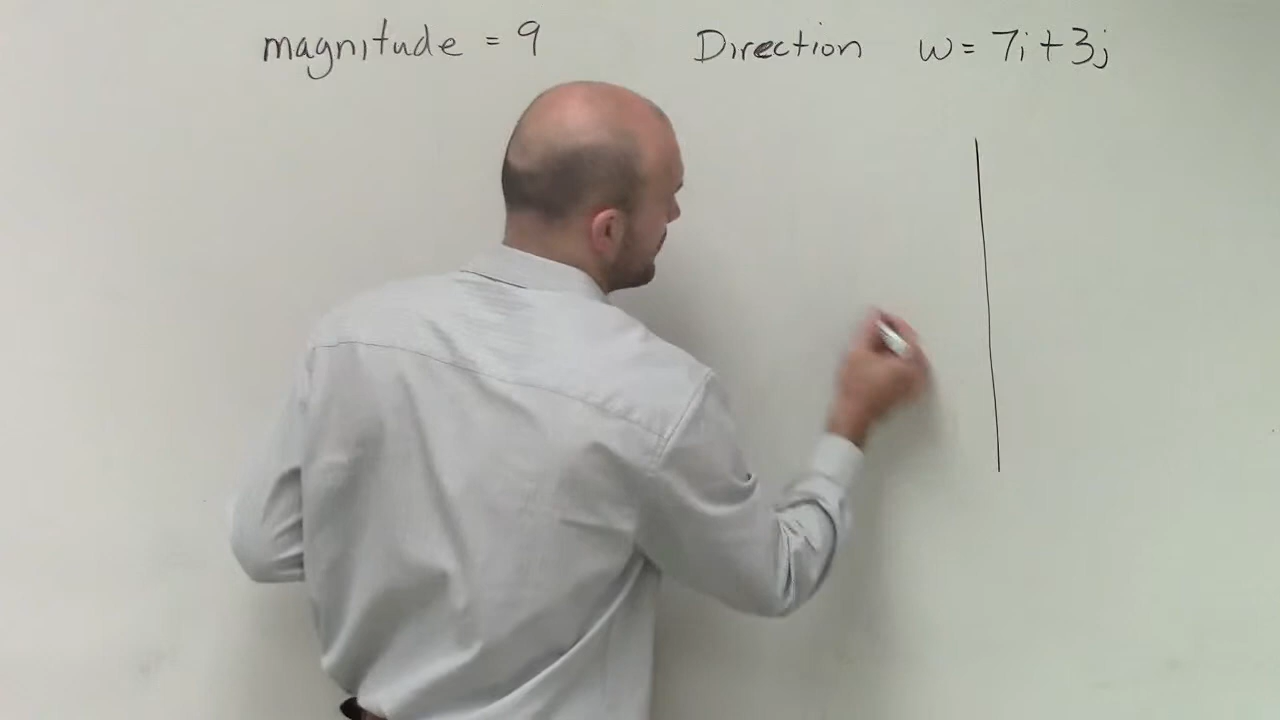 magnitude = 9 Direction w = 7i + 3j